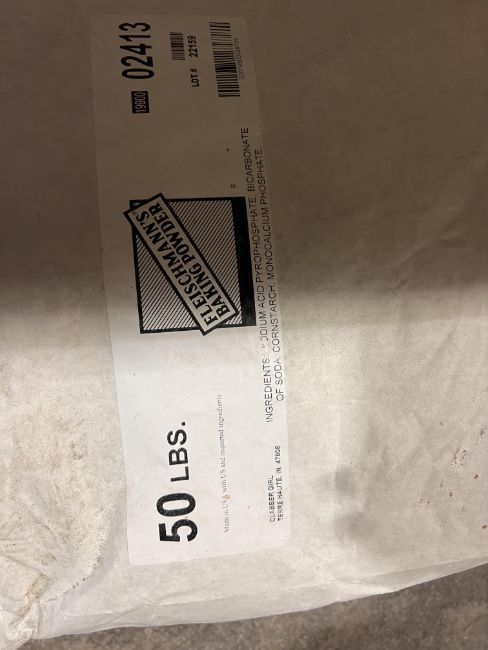 19900 02413
LOT # 22159
FLEISCHMANN'S
BAKING POWDER
INGREDIENTS: SODIUM ACID PYROPHOSPHATE, BICARBONATE
OF SODA, CORNSTARCH, MONOCALCIUM PHOSPHATE.
50 LBS.
Made in USA with US and imported ingredients
CLABBER GIRL
TERRE HAUTE, IN 47808